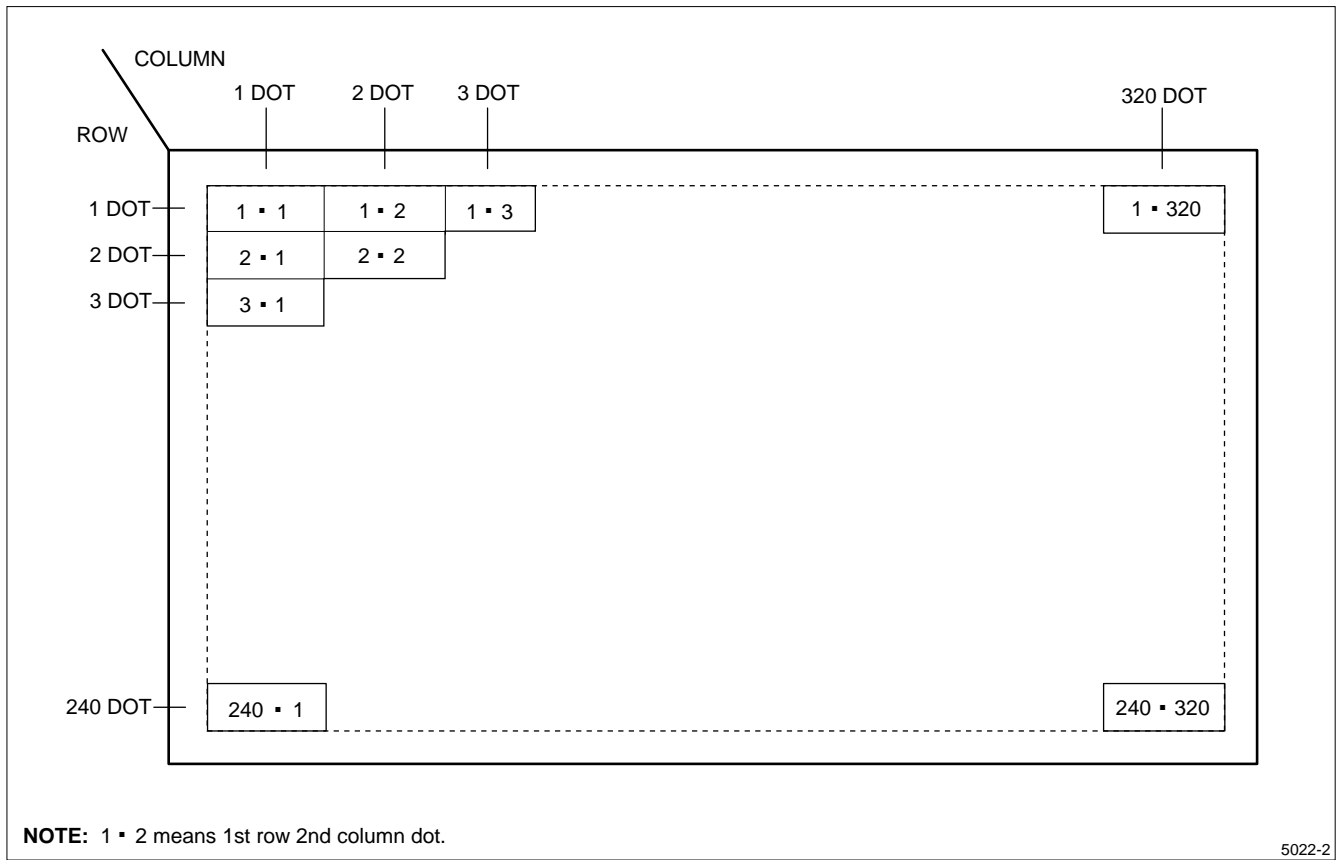 COLUMN
1 DOT 2 DOT 3 DOT 320 DOT
ROW
1 DOT 1 ▪ 1 1 ▪ 2 1 ▪ 3 1 ▪ 320
2 DOT 2 ▪ 1 2 ▪ 2
3 DOT 3 ▪ 1
240 DOT 240 ▪ 1 240 ▪ 320
NOTE: 1 ▪ 2 means 1st row 2nd column dot.
5022-2